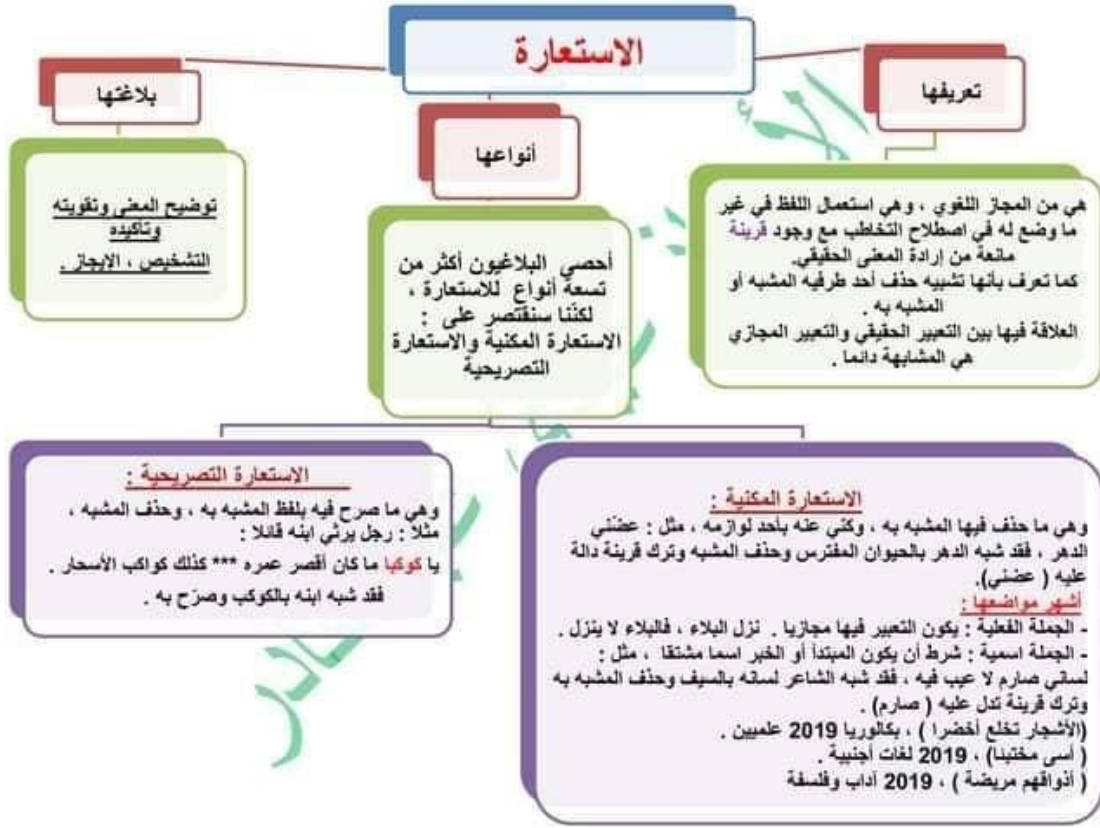 الاستعارة
تعريفها
هي من المجاز اللغوي ، وهي استعمال اللفظ في غير
ما وضع له في اصطلاح التخاطب مع وجود قرينة
مانعة من إرادة المعنى الحقيقي.
كما تعرف بأنها تشبيه حذف أحد طرفيه المشبه أو
المشبه به .
العلاقة فيها بين التعبير الحقيقي والتعبير المجازي
هي المشابهة دائما .
أنواعها
أحصى البلاغيون أكثر من
تسعة أنواع للاستعارة ،
لكنّنا سنقتصر على :
الاستعارة المكنية والاستعارة
التصريحية
بلاغتها
توضيح المعنى وتقويته
وتأكيده
التشخيص ، الإيجاز .
الاستعارة المكنية :
وهي ما حذف فيها المشبه به ، وكني عنه بأحد لوازمه ، مثل : عضّني
الدهر ، فقد شبه الدهر بالحيوان المفترس وحذف المشبه وترك قرينة دالة
عليه ( عضني).
أشهر مواضعها :
- الجملة الفعلية : يكون التعبير فيها مجازيا . نزل البلاء ، فالبلاء لا ينزل .
- الجملة اسمية : شرط أن يكون المبتدأ أو الخبر اسما مشتقا ، مثل :
لساني صارم لا عيب فيه ، فقد شبه الشاعر لسانه بالسيف وحذف المشبه به
وترك قرينة تدل عليه ( صارم) .
(الأشجار تخلع أخضرا ) ، بكالوريا 2019 علميين .
( أسى مختبنا) ، 2019 لغات أجنبية .
( أذواقهم مريضة ) ، 2019 آداب وفلسفة
الاستعارة التصريحية :
وهي ما صرح فيه بلفظ المشبه به ، وحذف المشبه ،
مثلا : رجل يرثي ابنه قائلا :
يا كوكبا ما كان أقصر عمره *** كذلك كواكب الأسحار .
فقد شبه ابنه بالكوكب وصرّح به .